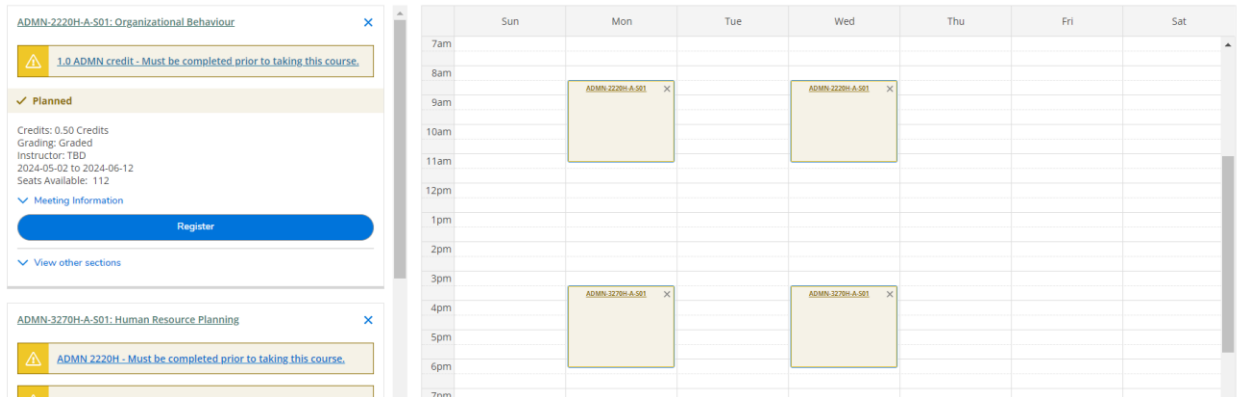 ADMN-2220H-A-S01: Organizational Behaviour
1.0 ADMN credit - Must be completed prior to taking this course.
Planned
Credits: 0.50 Credits
Grading: Graded
Instructor: TBD
2024-05-02 to 2024-06-12
Seats Available: 112
Meeting Information
Register
View other sections
ADMN-3270H-A-S01: Human Resource Planning
ADMN 2220H - Must be completed prior to taking this course.
Sun Mon Tue Wed Thu Fri Sat
7am
8am
ADMN-2220H-A-S01 ADMN-2220H-A-S01
9am
10am
11am
12pm
1pm
2pm
3pm
ADMN-3270H-A-S01 ADMN-3270H-A-S01
4pm
5pm
6pm
7pm